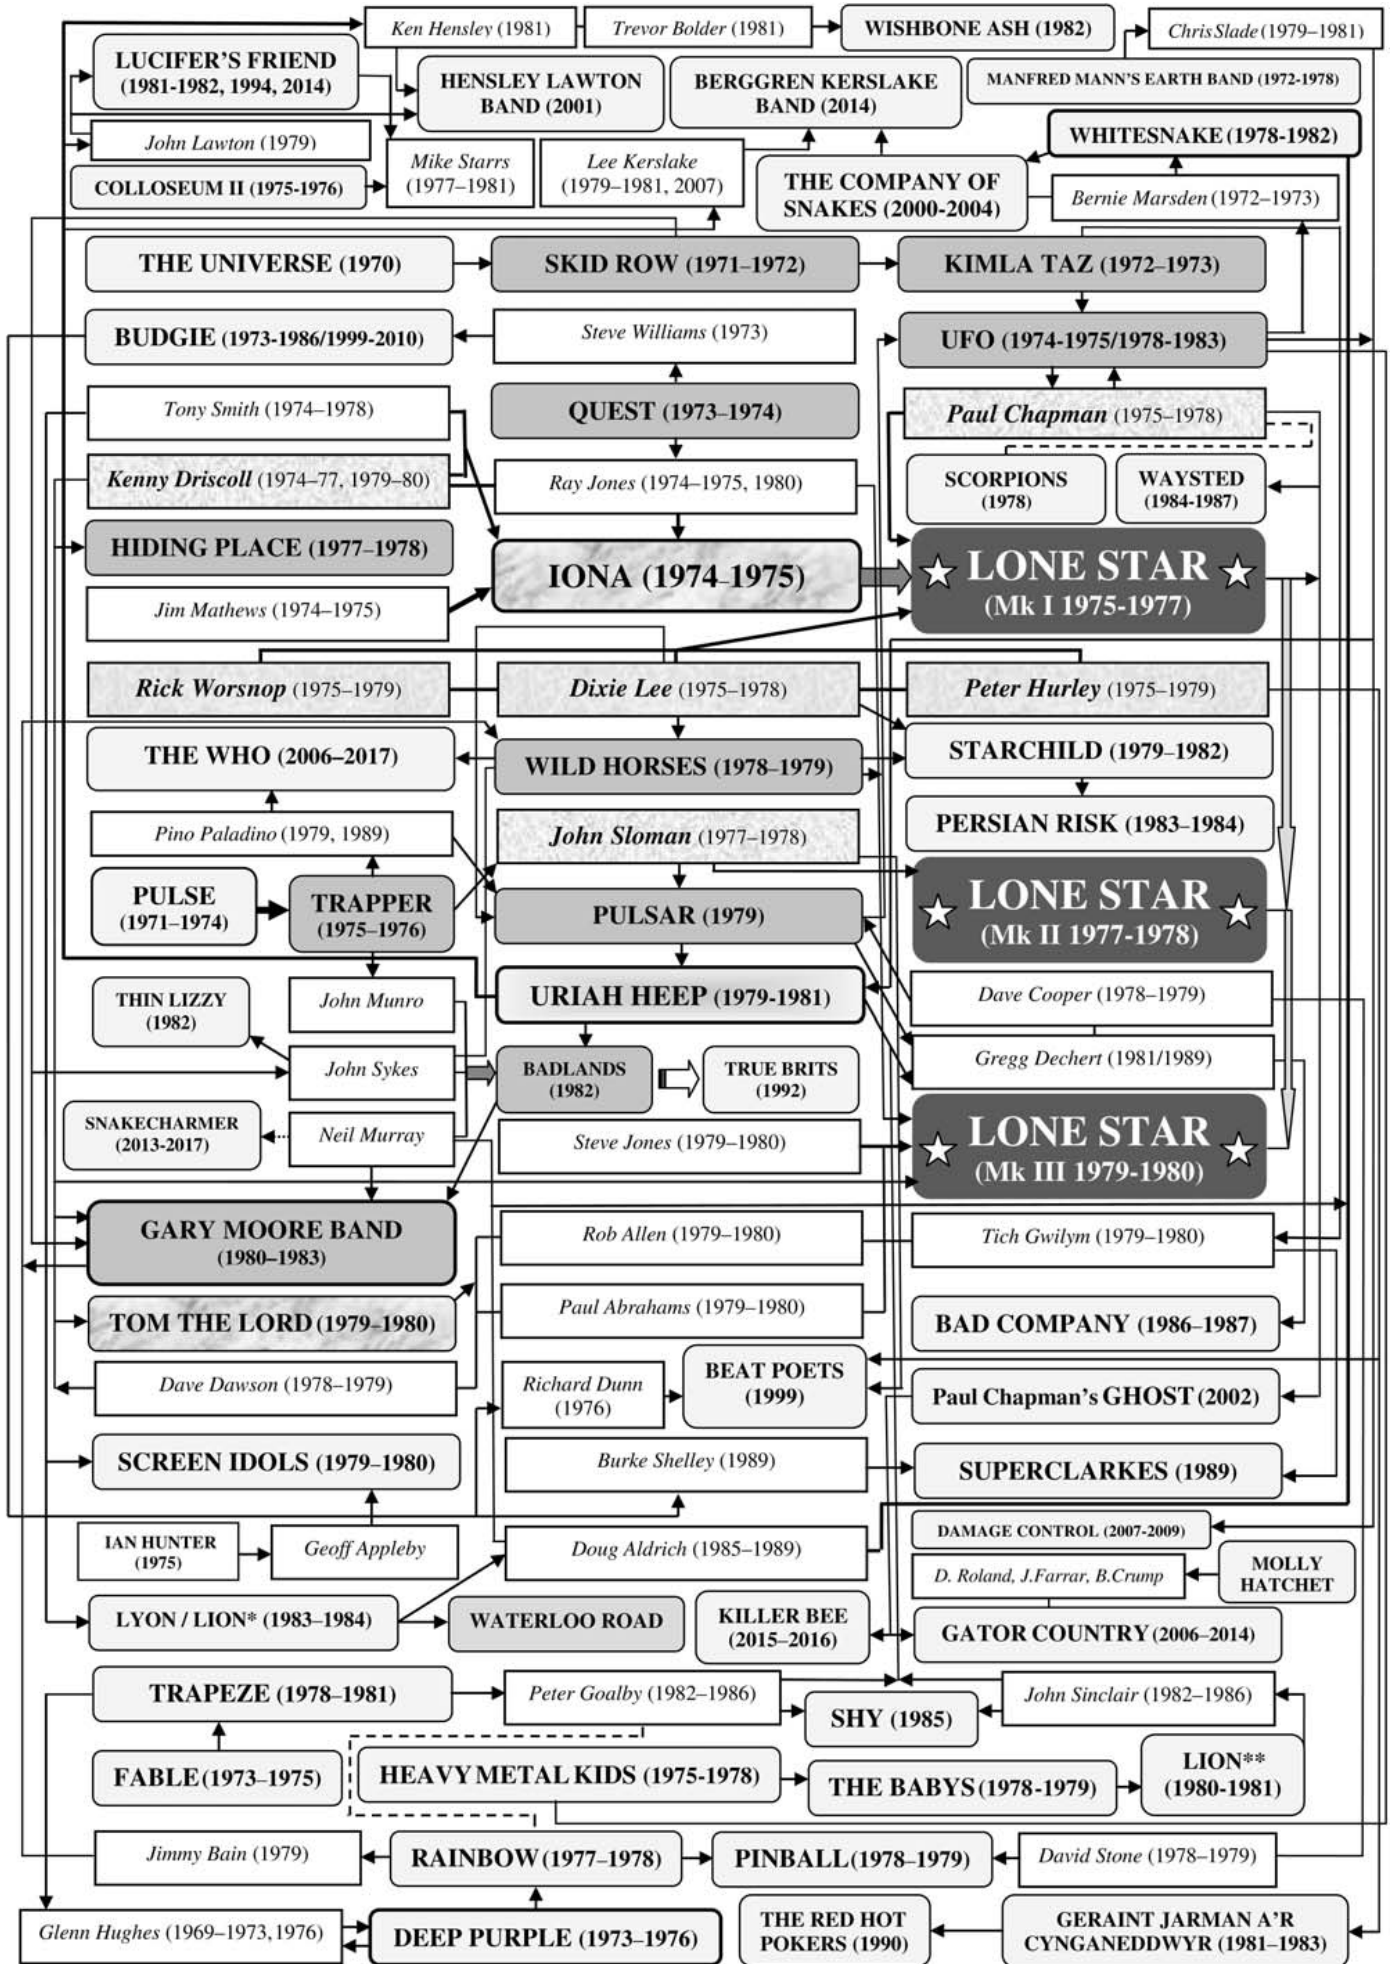 Ken Hensley (1981)
Trevor Bolder (1981)
WISHBONE ASH (1982)
Chris Slade (1979–1981)
LUCIFER'S FRIEND
(1981-1982, 1994, 2014)
HENSLEY LAWTON
BAND (2001)
BERGGREN KERSLAKE
BAND (2014)
MANFRED MANN'S EARTH BAND (1972-1978)
John Lawton (1979)
WHITESNAKE (1978-1982)
COLLOSEUM II (1975-1976)
Mike Starrs
(1977–1981)
Lee Kerslake
(1979–1981, 2007)
THE COMPANY OF
SNAKES (2000-2004)
Bernie Marsden (1972–1973)
THE UNIVERSE (1970)
SKID ROW (1971–1972)
KIMLA TAZ (1972–1973)
BUDGIE (1973-1986/1999-2010)
Steve Williams (1973)
UFO (1974-1975/1978-1983)
Tony Smith (1974–1978)
QUEST (1973–1974)
Paul Chapman (1975–1978)
Kenny Driscoll (1974–77, 1979–80)
Ray Jones (1974–1975, 1980)
SCORPIONS
(1978)
WAYSTED
(1984-1987)
HIDING PLACE (1977–1978)
IONA (1974–1975)
LONE STAR
(Mk I 1975-1977)
Jim Mathews (1974–1975)
Rick Worsnop (1975–1979)
Dixie Lee (1975–1978)
Peter Hurley (1975–1979)
THE WHO (2006–2017)
WILD HORSES (1978–1979)
STARCHILD (1979–1982)
Pino Paladino (1979, 1989)
John Sloman (1977–1978)
PERSIAN RISK (1983–1984)
PULSE
(1971–1974)
TRAPPER
(1975–1976)
PULSAR (1979)
LONE STAR
(Mk II 1977-1978)
THIN LIZZY
(1982)
John Munro
URIAH HEEP (1979-1981)
Dave Cooper (1978–1979)
John Sykes
BADLANDS
(1982)
TRUE BRITS
(1992)
Gregg Dechert (1981/1989)
SNAKECHARMER
(2013-2017)
Neil Murray
Steve Jones (1979–1980)
LONE STAR
(Mk III 1979-1980)
GARY MOORE BAND
(1980–1983)
Rob Allen (1979–1980)
Tich Gwilym (1979–1980)
TOM THE LORD (1979–1980)
Paul Abrahams (1979–1980)
BAD COMPANY (1986–1987)
Dave Dawson (1978–1979)
Richard Dunn
(1976)
BEAT POETS
(1999)
Paul Chapman's GHOST (2002)
SCREEN IDOLS (1979–1980)
Burke Shelley (1989)
SUPERCLARKES (1989)
IAN HUNTER
(1975)
Geoff Appleby
Doug Aldrich (1985–1989)
DAMAGE CONTROL (2007-2009)
D. Roland, J.Farrar, B.Crump
MOLLY
HATCHET
LYON / LION* (1983–1984)
WATERLOO ROAD
KILLER BEE
(2015–2016)
GATOR COUNTRY (2006–2014)
TRAPEZE (1978–1981)
Peter Goalby (1982–1986)
SHY (1985)
John Sinclair (1982–1986)
FABLE (1973–1975)
HEAVY METAL KIDS (1975-1978)
THE BABYS (1978-1979)
LION**
(1980-1981)
Jimmy Bain (1979)
RAINBOW (1977–1978)
PINBALL (1978–1979)
David Stone (1978–1979)
Glenn Hughes (1969–1973, 1976)
DEEP PURPLE (1973–1976)
THE RED HOT
POKERS (1990)
GERAINT JARMAN A'R
CYNGANEDDWYR (1981–1983)